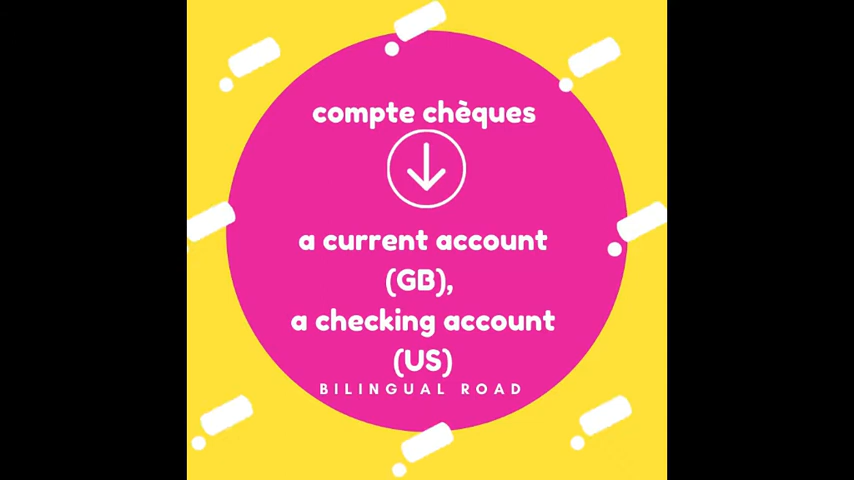 compte chèques
a current account
(GB),
a checking account
(US)
BILINGUAL ROAD